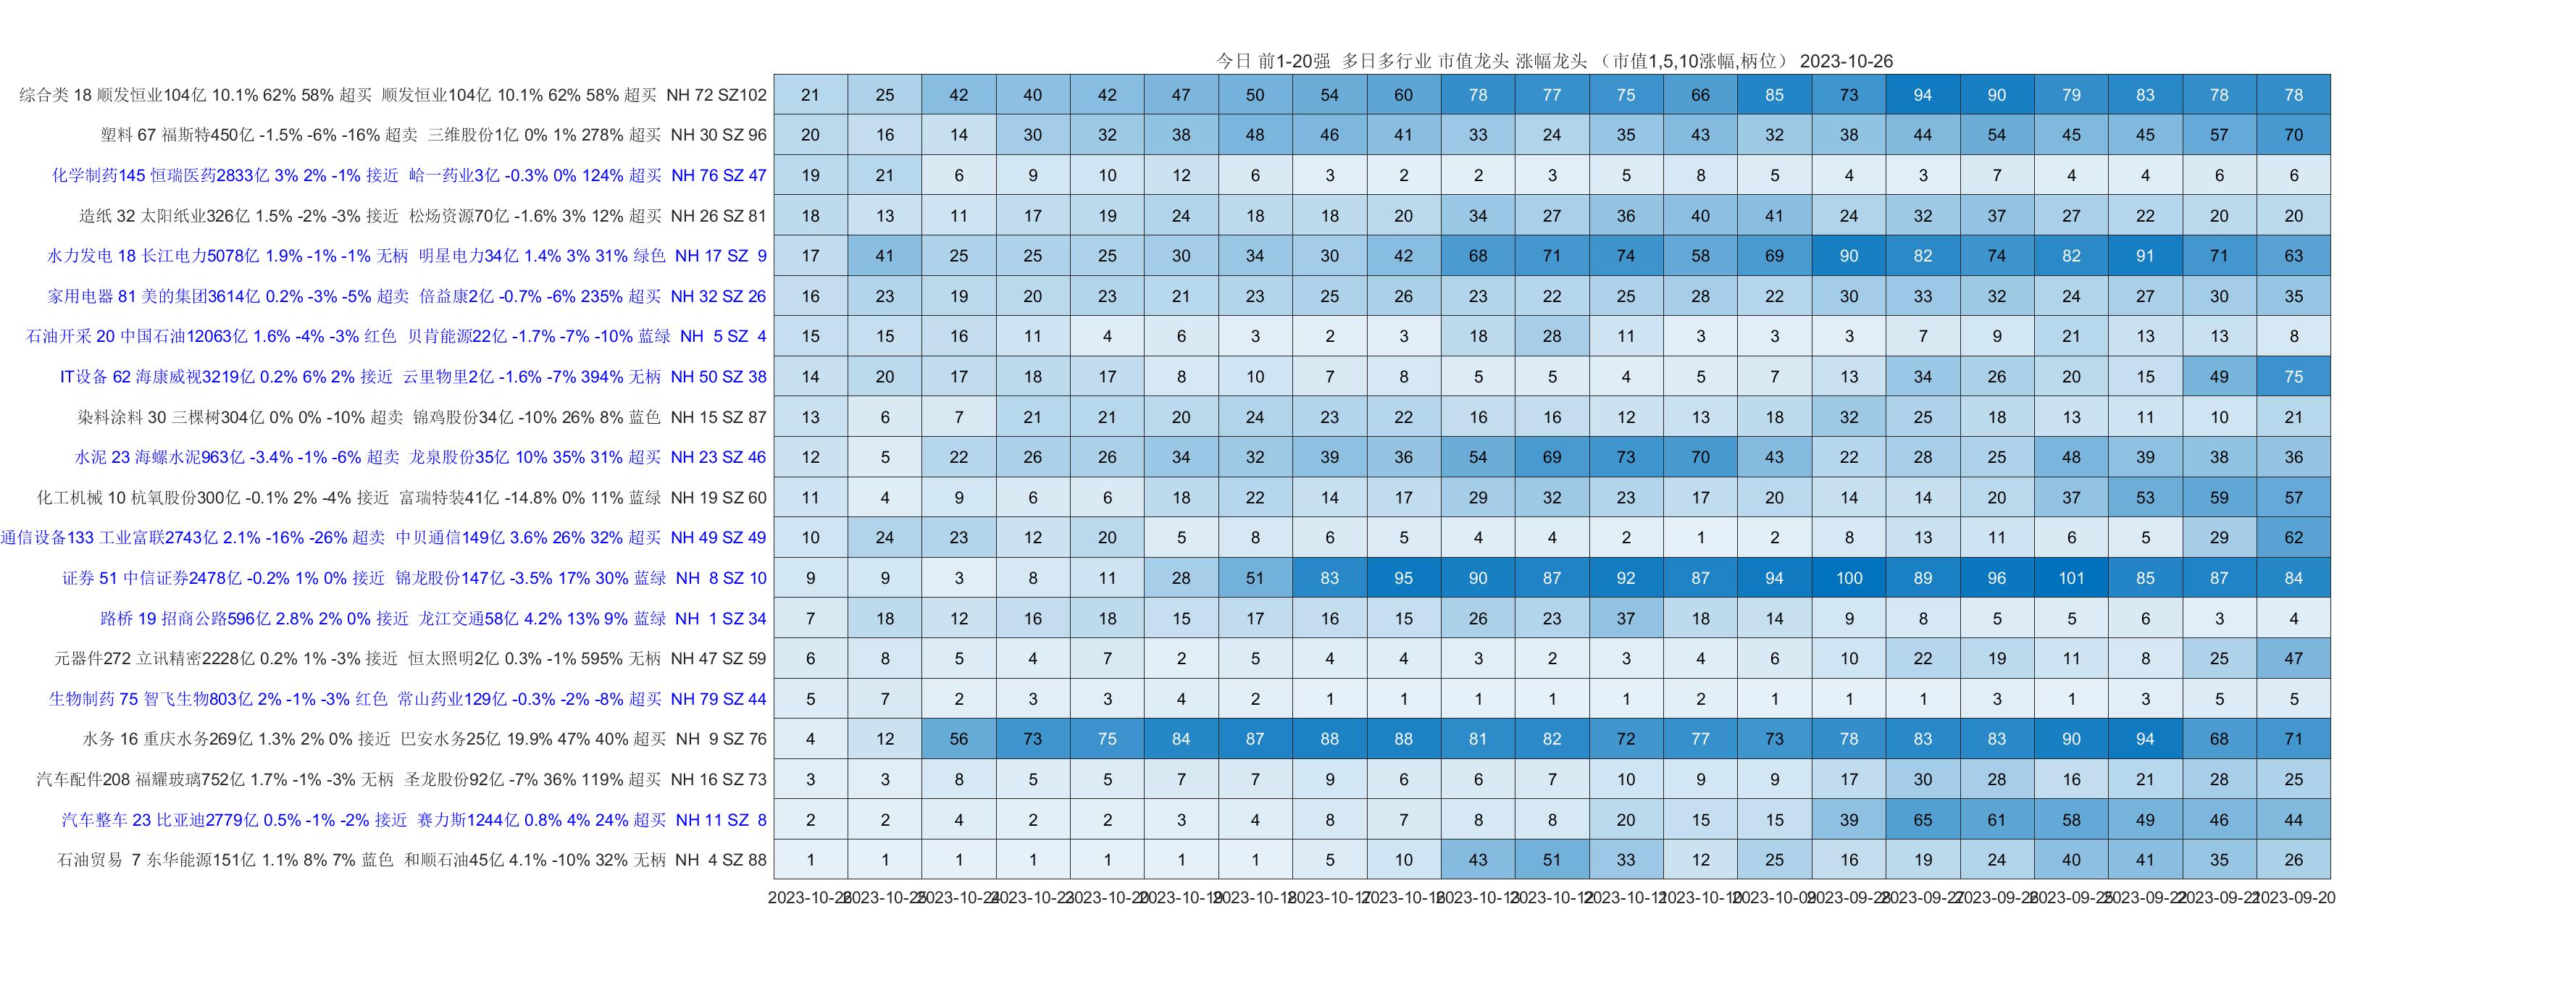 今日 前1-20强 多日多行业 市值龙头 涨幅龙头 （市值1,5,10涨幅,柄位） 2023-10-26
综合类 18 顺发恒业104亿 10.1% 62% 58% 超买 顺发恒业104亿 10.1% 62% 58% 超买 NH 72 SZ102 21 25 42 40 42 47 50 54 60 78 77 75 66 85 73 94 90 79 83 78 78
塑料 67 福斯特450亿 -1.5% -6% -16% 超卖 三维股份1亿 0% 1% 278% 超买 NH 30 SZ 96 20 16 14 30 32 38 48 46 41 33 24 35 43 32 38 44 54 45 45 57 70
化学制药145 恒瑞医药2833亿 3% 2% -1% 接近 峆一药业3亿 -0.3% 0% 124% 超买 NH 76 SZ 47 19 21 6 9 10 12 6 3 2 2 3 5 8 5 4 3 7 4 4 6 6
造纸 32 太阳纸业326亿 1.5% -2% -3% 接近 松炀资源70亿 -1.6% 3% 12% 超买 NH 26 SZ 81 18 13 11 17 19 24 18 18 20 34 27 36 40 41 24 32 37 27 22 20 20
水力发电 18 长江电力5078亿 1.9% -1% -1% 无柄 明星电力34亿 1.4% 3% 31% 绿色 NH 17 SZ 9 17 41 25 25 25 30 34 30 42 68 71 74 58 69 90 82 74 82 91 71 63
家用电器 81 美的集团3614亿 0.2% -3% -5% 超卖 倍益康2亿 -0.7% -6% 235% 超买 NH 32 SZ 26 16 23 19 20 23 21 23 25 26 23 22 25 28 22 30 33 32 24 27 30 35
石油开采 20 中国石油12063亿 1.6% -4% -3% 红色 贝肯能源22亿 -1.7% -7% -10% 蓝绿 NH 5 SZ 4 15 15 16 11 4 6 3 2 3 18 28 11 3 3 3 7 9 21 13 13 8
IT设备 62 海康威视3219亿 0.2% 6% 2% 接近 云里物里2亿 -1.6% -7% 394% 无柄 NH 50 SZ 38 14 20 17 18 17 8 10 7 8 5 5 4 5 7 13 34 26 20 15 49 75
染料涂料 30 三棵树304亿 0% 0% -10% 超卖 锦鸡股份34亿 -10% 26% 8% 蓝色 NH 15 SZ 87 13 6 7 21 21 20 24 23 22 16 16 12 13 18 32 25 18 13 11 10 21
水泥 23 海螺水泥963亿 -3.4% -1% -6% 超卖 龙泉股份35亿 10% 35% 31% 超买 NH 23 SZ 46 12 5 22 26 26 34 32 39 36 54 69 73 70 43 22 28 25 48 39 38 36
化工机械 10 杭氧股份300亿 -0.1% 2% -4% 接近 富瑞特装41亿 -14.8% 0% 11% 蓝绿 NH 19 SZ 60 11 4 9 6 6 18 22 14 17 29 32 23 17 20 14 14 20 37 53 59 57
通信设备133 工业富联2743亿 2.1% -16% -26% 超卖 中贝通信149亿 3.6% 26% 32% 超买 NH 49 SZ 49 10 24 23 12 20 5 8 6 5 4 4 2 1 2 8 13 11 6 5 29 62
证券 51 中信证券2478亿 -0.2% 1% 0% 接近 锦龙股份147亿 -3.5% 17% 30% 蓝绿 NH 8 SZ 10 9 9 3 8 11 28 51 83 95 90 87 92 87 94 100 89 96 101 85 87 84
路桥 19 招商公路596亿 2.8% 2% 0% 接近 龙江交通58亿 4.2% 13% 9% 蓝绿 NH 1 SZ 34 7 18 12 16 18 15 17 16 15 26 23 37 18 14 9 8 5 5 6 3 4
元器件272 立讯精密2228亿 0.2% 1% -3% 接近 恒太照明2亿 0.3% -1% 595% 无柄 NH 47 SZ 59 6 8 5 4 7 2 5 4 4 3 2 3 4 6 10 22 19 11 8 25 47
生物制药 75 智飞生物803亿 2% -1% -3% 红色 常山药业129亿 -0.3% -2% -8% 超买 NH 79 SZ 44 5 7 2 3 3 4 2 1 1 1 1 1 2 1 1 1 3 1 3 5 5
水务 16 重庆水务269亿 1.3% 2% 0% 接近 巴安水务25亿 19.9% 47% 40% 超买 NH 9 SZ 76 4 12 56 73 75 84 87 88 88 81 82 72 77 73 78 83 83 90 94 68 71
汽车配件208 福耀玻璃752亿 1.7% -1% -3% 无柄 圣龙股份92亿 -7% 36% 119% 超买 NH 16 SZ 73 3 3 8 5 5 7 7 9 6 6 7 10 9 9 17 30 28 16 21 28 25
汽车整车 23 比亚迪2779亿 0.5% -1% -2% 接近 赛力斯1244亿 0.8% 4% 24% 超买 NH 11 SZ 8 2 2 4 2 2 3 4 8 7 8 8 20 15 15 39 65 61 58 49 46 44
石油贸易 7 东华能源151亿 1.1% 8% 7% 蓝色 和顺石油45亿 4.1% -10% 32% 无柄 NH 4 SZ 88 1 1 1 1 1 1 1 5 10 43 51 33 12 25 16 19 24 40 41 35 26
2023-10-26 2023-10-25 2023-10-24 2023-10-23 2023-10-20 2023-10-19 2023-10-18 2023-10-17 2023-10-16 2023-10-13 2023-10-12 2023-10-11 2023-10-10 2023-10-09 2023-09-28 2023-09-27 2023-09-26 2023-09-25 2023-09-22 2023-09-21 2023-09-20